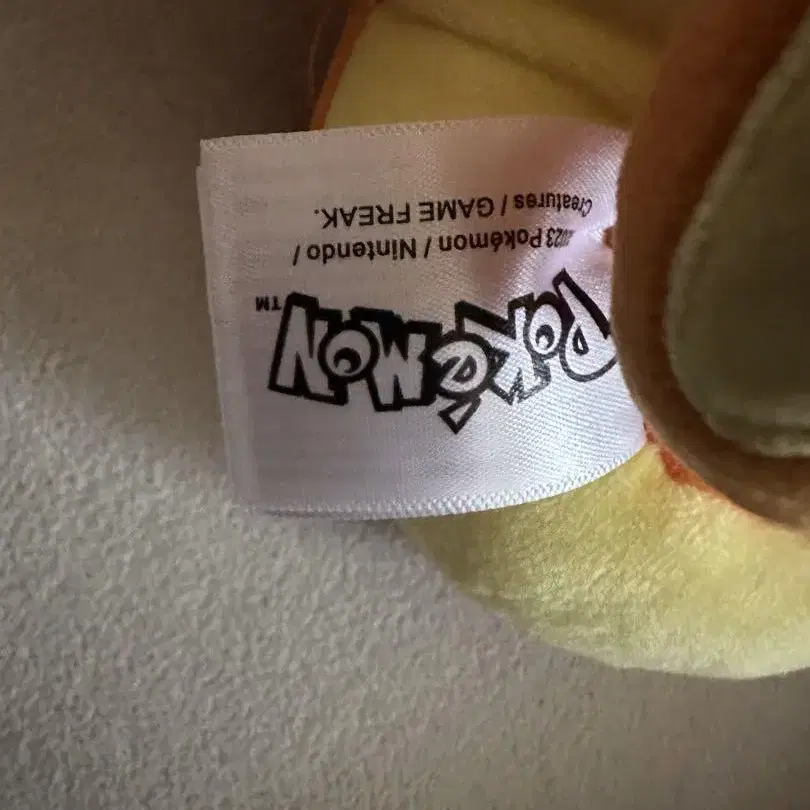 POKÉMON™
2023 Pokémon / Nintendo /
Creatures / GAME FREAK.